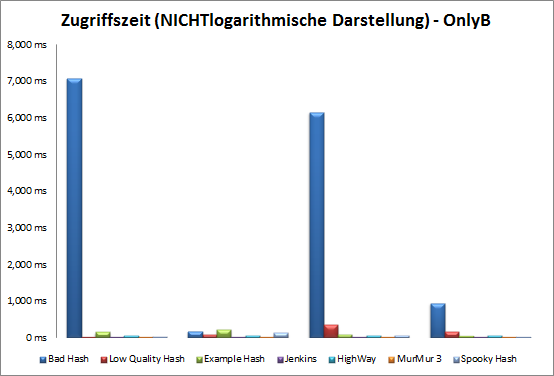 Zugriffszeit (NICHTlogarithmische Darstellung) - OnlyB
8,000 ms
7,000 ms
6,000 ms
5,000 ms
4,000 ms
3,000 ms
2,000 ms
1,000 ms
0 ms
Bad Hash Low Quality Hash Example Hash Jenkins HighWay MurMur 3 Spooky Hash